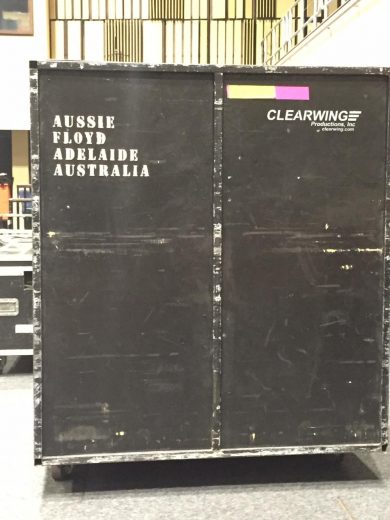 AUSSIE
FLOYD
ADELAIDE
AUSTRALIA
CLEARWING
Productions, Inc
clearwing.com